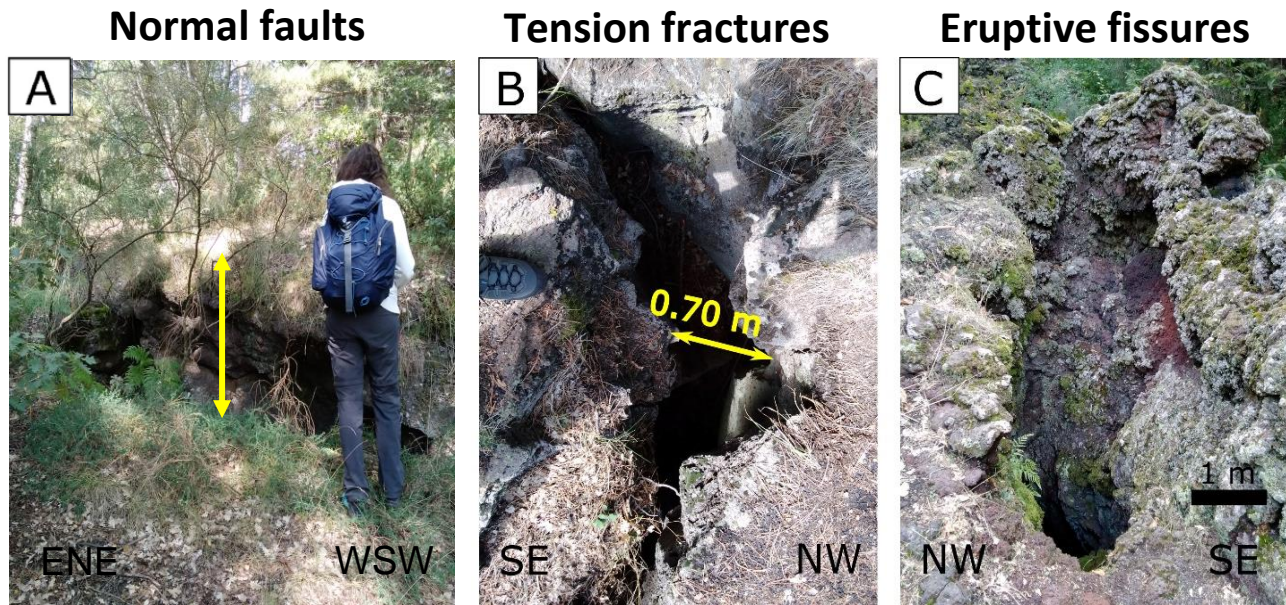 Normal faults
Tension fractures
Eruptive fissures
A
B
C
0.70 m
1 m
ENE
WSW
SE
NW
NW
SE